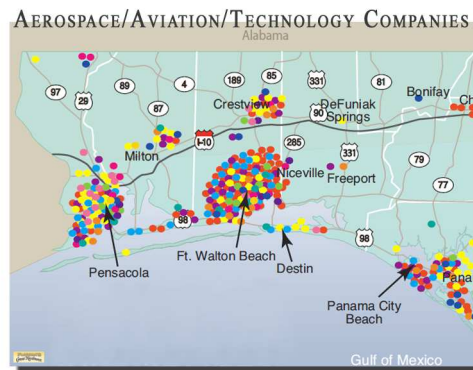 AEROSPACE/AVIATION/TECHNOLOGY COMPANIES
Alabama
97
29
89
4
87
189
85
331
90
81
Crestview
DeFuniak
Springs
Bonifay
Ch
Milton
I-10
285
331
79
77
Niceville
Freeport
98
98
Pensacola
Ft. Walton Beach
Destin
Pana
Panama City
Beach
Gulf of Mexico